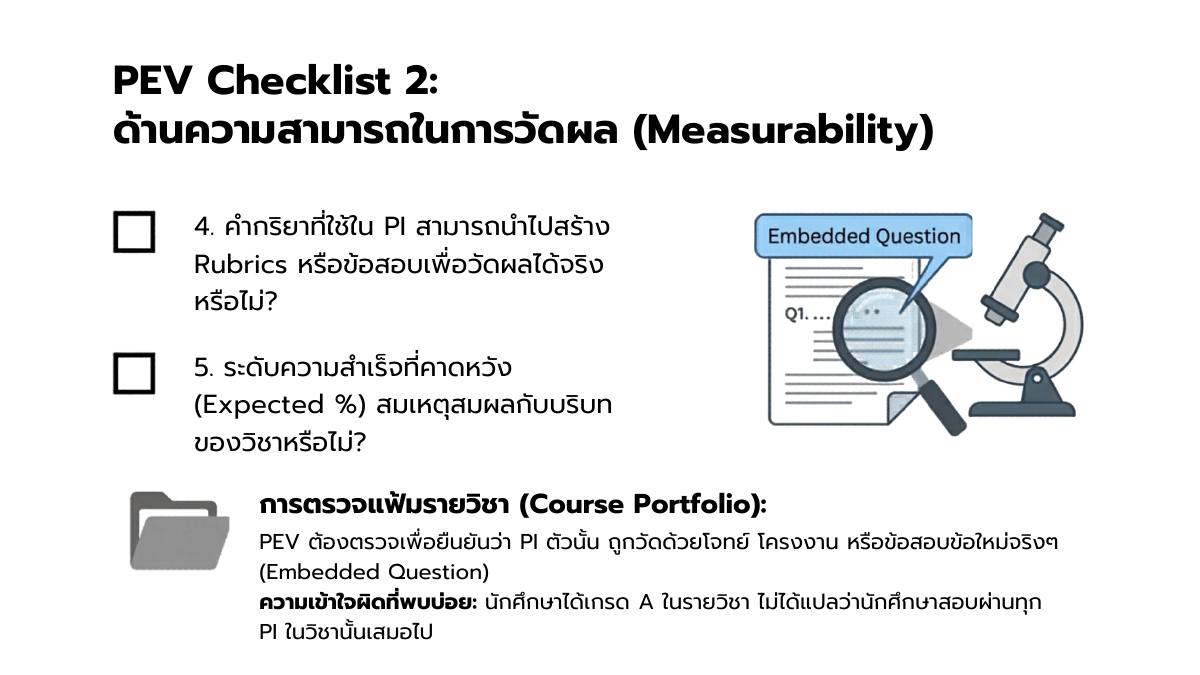 PEV Checklist 2:
ด้านความสามารถในการวัดผล (Measurability)
4. คำกริยาที่ใช้ใน PI สามารถนำไปสร้าง
Rubrics หรือข้อสอบเพื่อวัดผลได้จริง
หรือไม่?
5. ระดับความสำเร็จที่คาดหวัง
(Expected %) สมเหตุสมผลกับบริบท
ของวิชาหรือไม่?
Embedded Question
Q1. ...
การตรวจแฟ้มรายวิชา (Course Portfolio):
PEV ต้องตรวจเพื่อยืนยันว่า PI ตัวนั้น ถูกวัดด้วยโจทย์ โครงงาน หรือข้อสอบข้อใหม่จริงๆ
(Embedded Question)
ความเข้าใจผิดที่พบบ่อย: นักศึกษาได้เกรด A ในรายวิชา ไม่ได้แปลว่านักศึกษาสอบผ่านทุก
PI ในวิชานั้นเสมอไป